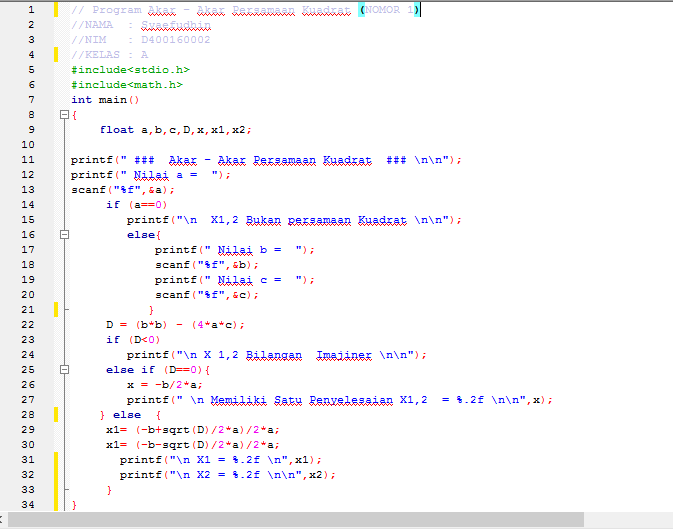 1 // Program Akar - Akar Persamaan Kuadrat (NOMOR 1)
2 //NAMA  : Syaefudhin
3 //NIM   : D400160002
4 //KELAS : A
5 #include<stdio.h>
6 #include<math.h>
7 int main()
8 {
9     float a,b,c,D,x,x1,x2;
10
11 printf(" ###  Akar - Akar Persamaan Kuadrat  ### \n\n");
12 printf(" Nilai a =  ");
13 scanf("%f",&a);
14      if (a==0)
15         printf("\n  X1,2 Bukan persamaan Kuadrat \n\n");
16         else{
17             printf(" Nilai b =  ");
18             scanf("%f",&b);
19             printf(" Nilai c =  ");
20             scanf("%f",&c);
21            }
22      D = (b*b) - (4*a*c);
23      if (D<0)
24         printf("\n X 1,2 Bilangan  Imajiner \n\n");
25      else if (D==0){
26         x = -b/2*a;
27         printf(" \n Memiliki Satu Penyelesaian X1,2  = %.2f \n\n",x);
28     } else  {
29      x1= (-b+sqrt(D)/2*a)/2*a;
30      x1= (-b-sqrt(D)/2*a)/2*a;
31        printf("\n X1 = %.2f \n",x1);
32        printf("\n X2 = %.2f \n\n",x2);
33      }
34 }